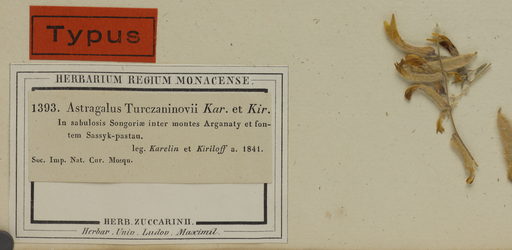 Typus
HERBARIUM REGIUM MONACENSE.
1393. Astragalus Turczaninovii Kar. et Kir.
In sabulosis Songoriæ inter montes Arganaty et fon-
tem Sassyk-pastau.
leg. Karelin et Kiriloff a. 1841.
Soc. Imp. Nat. Cur. Mosqu.
HERB. ZUCCARINII.
Herbar. Univ. Ludov. Maximil.